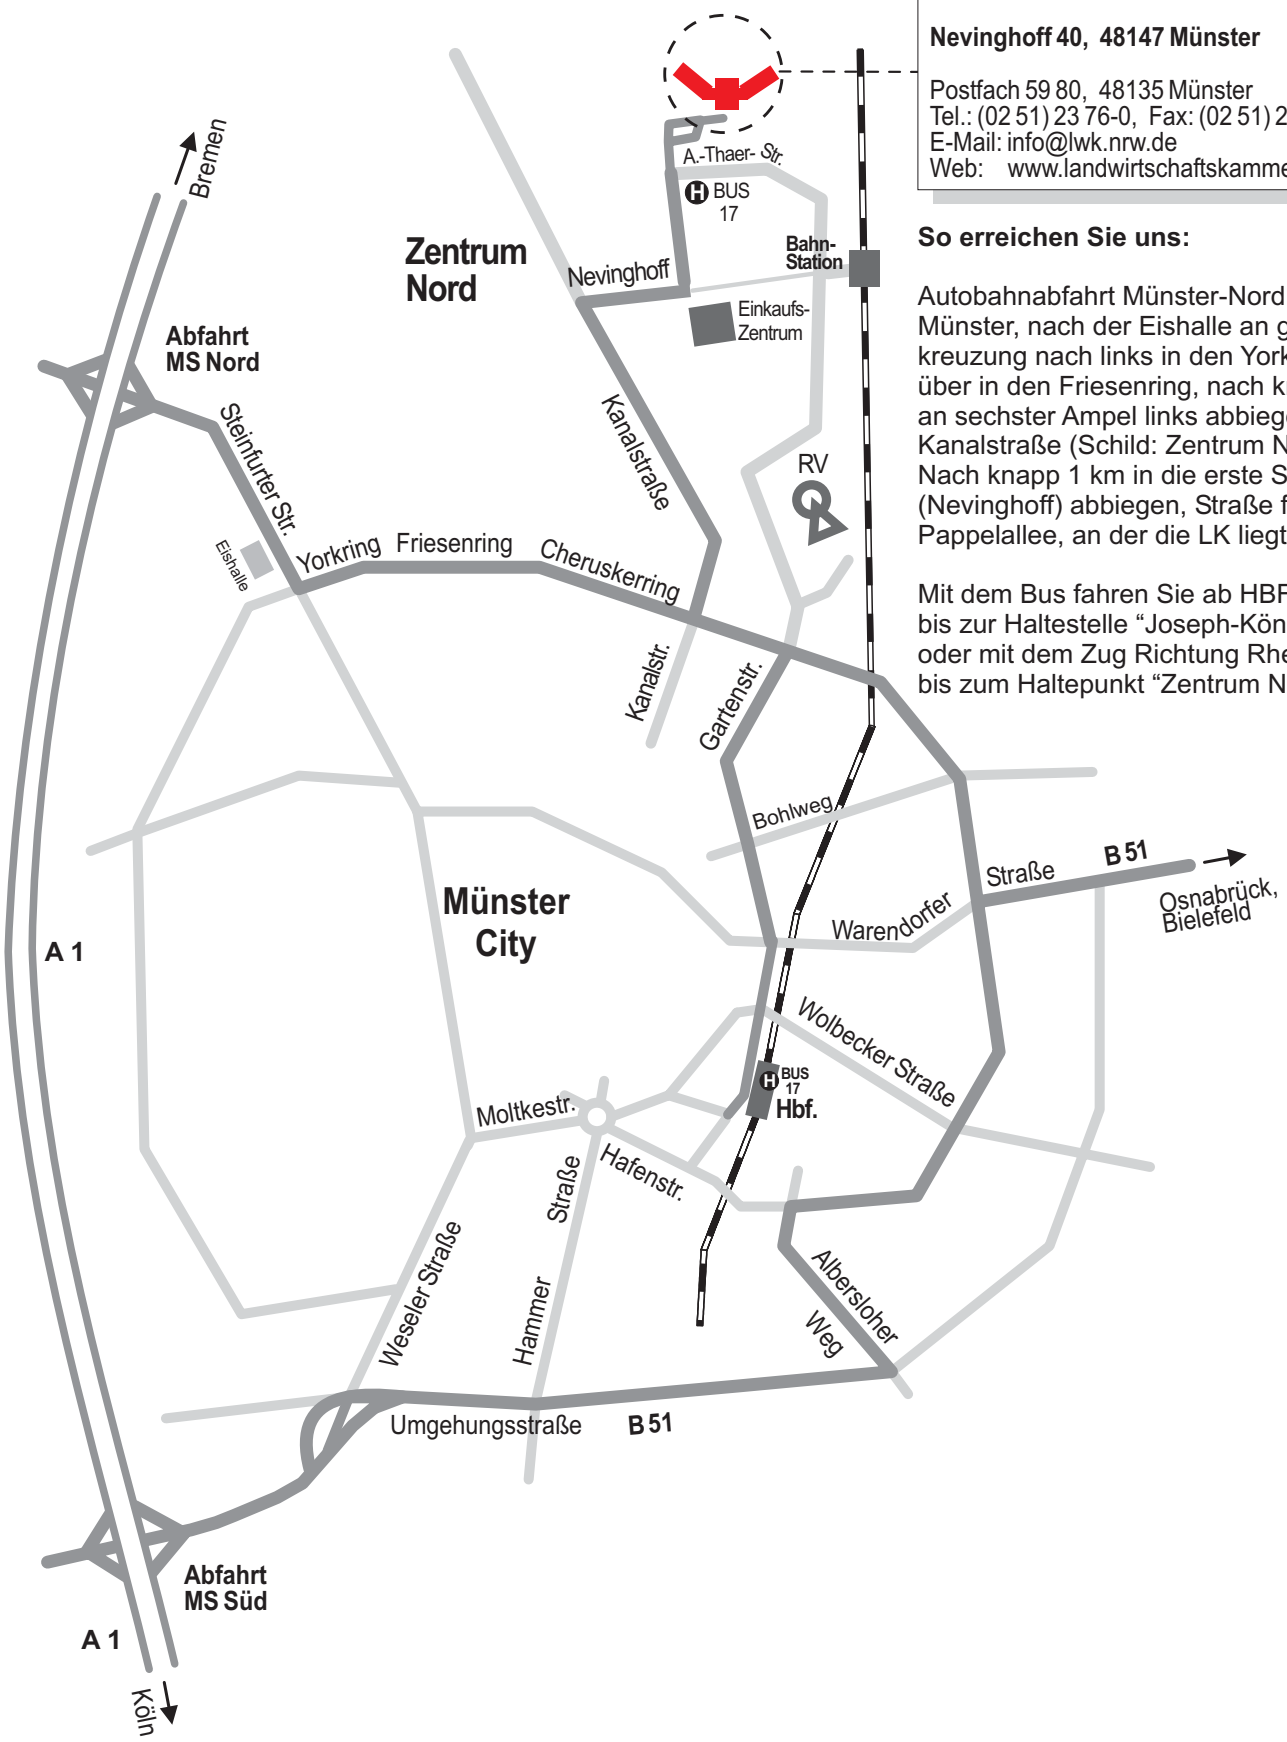 Nevinghoff 40, 48147 Münster
Postfach 59 80, 48135 Münster
Tel.: (02 51) 23 76-0, Fax: (02 51) 2
E-Mail: info@lwk.nrw.de
Web: www.landwirtschaftskamme
So erreichen Sie uns:
Autobahnabfahrt Münster-Nord
Münster, nach der Eishalle an g
kreuzung nach links in den York
über in den Friesenring, nach k
an sechster Ampel links abbieg
Kanalstraße (Schild: Zentrum N
Nach knapp 1 km in die erste S
(Nevinghoff) abbiegen, Straße f
Pappelallee, an der die LK liegt
Mit dem Bus fahren Sie ab HBF
bis zur Haltestelle “Joseph-Kön
oder mit dem Zug Richtung Rhe
bis zum Haltepunkt “Zentrum N
Bremen
A.-Thaer- Str.
H BUS
17
Zentrum
Nord
Nevinghoff
Bahn-
Station
Einkaufs-
Zentrum
Abfahrt
MS Nord
Steinfurter Str.
Kanalstraße
RV
Eishalle
Yorkring
Friesenring
Cheruskerring
Kanalstr.
Gartenstr.
Bohlweg
Straße
B 51
Osnabrück,
Bielefeld
Warendorfer
Münster
City
A 1
Wolbecker Straße
H BUS
17
Hbf.
Moltkestr.
Hafenstr.
Straße
Hammer
Weseler Straße
Albersloher
Weg
Umgehungsstraße
B 51
Abfahrt
MS Süd
A 1
Köln